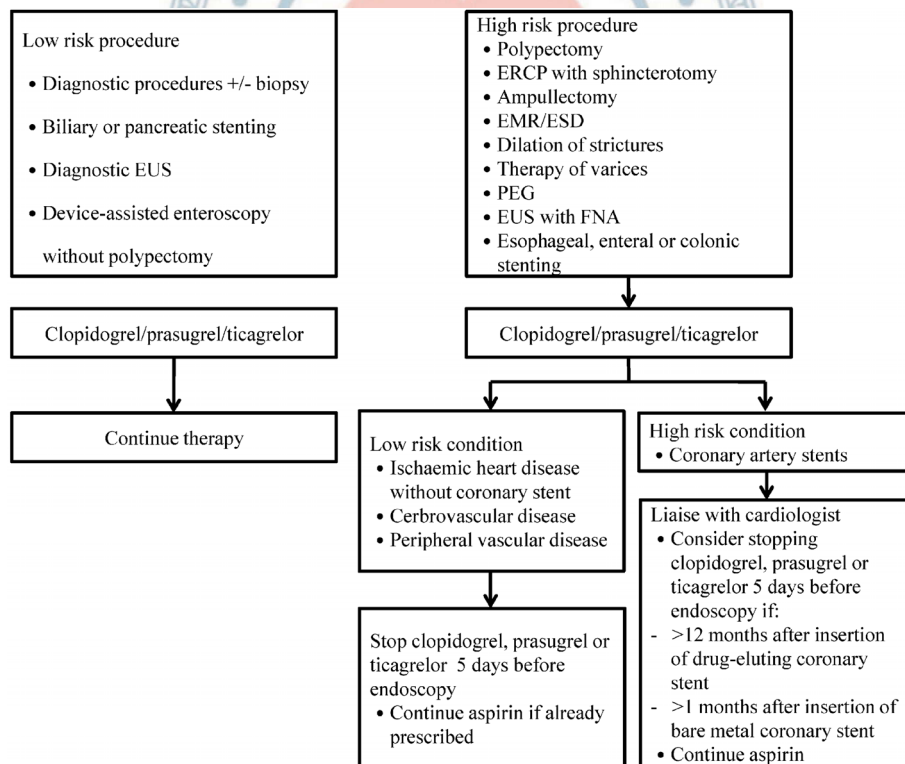 Low risk procedure
• Diagnostic procedures +/- biopsy
• Biliary or pancreatic stenting
• Diagnostic EUS
• Device-assisted enteroscopy
without polypectomy
High risk procedure
• Polypectomy
• ERCP with sphincterotomy
• Ampullectomy
• EMR/ESD
• Dilation of strictures
• Therapy of varices
• PEG
• EUS with FNA
• Esophageal, enteral or colonic
stenting
Clopidogrel/prasugrel/ticagrelor
Clopidogrel/prasugrel/ticagrelor
Continue therapy
Low risk condition
• Ischaemic heart disease
without coronary stent
• Cerbrovascular disease
• Peripheral vascular disease
High risk condition
• Coronary artery stents
Stop clopidogrel, prasugrel or
ticagrelor 5 days before
endoscopy
• Continue aspirin if already
prescribed
Liaise with cardiologist
• Consider stopping
clopidogrel, prasugrel or
ticagrelor 5 days before
endoscopy if:
- >12 months after insertion
of drug-eluting coronary
stent
- >1 months after insertion of
bare metal coronary stent
• Continue aspirin